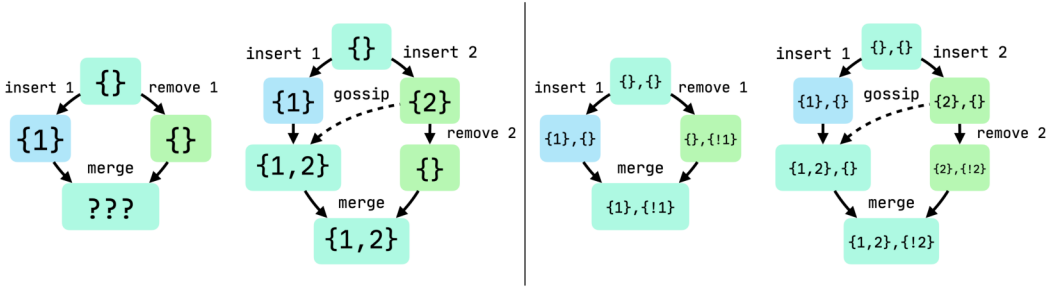 {}
insert 1
remove 1
{1}
{}
merge
???
{}
insert 1
insert 2
{1}
gossip
{2}
remove 2
{1,2}
{}
merge
{1,2}
{},{}
insert 1
remove 1
{1},{}
{},{!1}
merge
{1},{!1}
{},{}
insert 1
insert 2
{1},{}
gossip
{2},{}
remove 2
{1,2},{}
{2},{!2}
merge
{1,2},{!2}